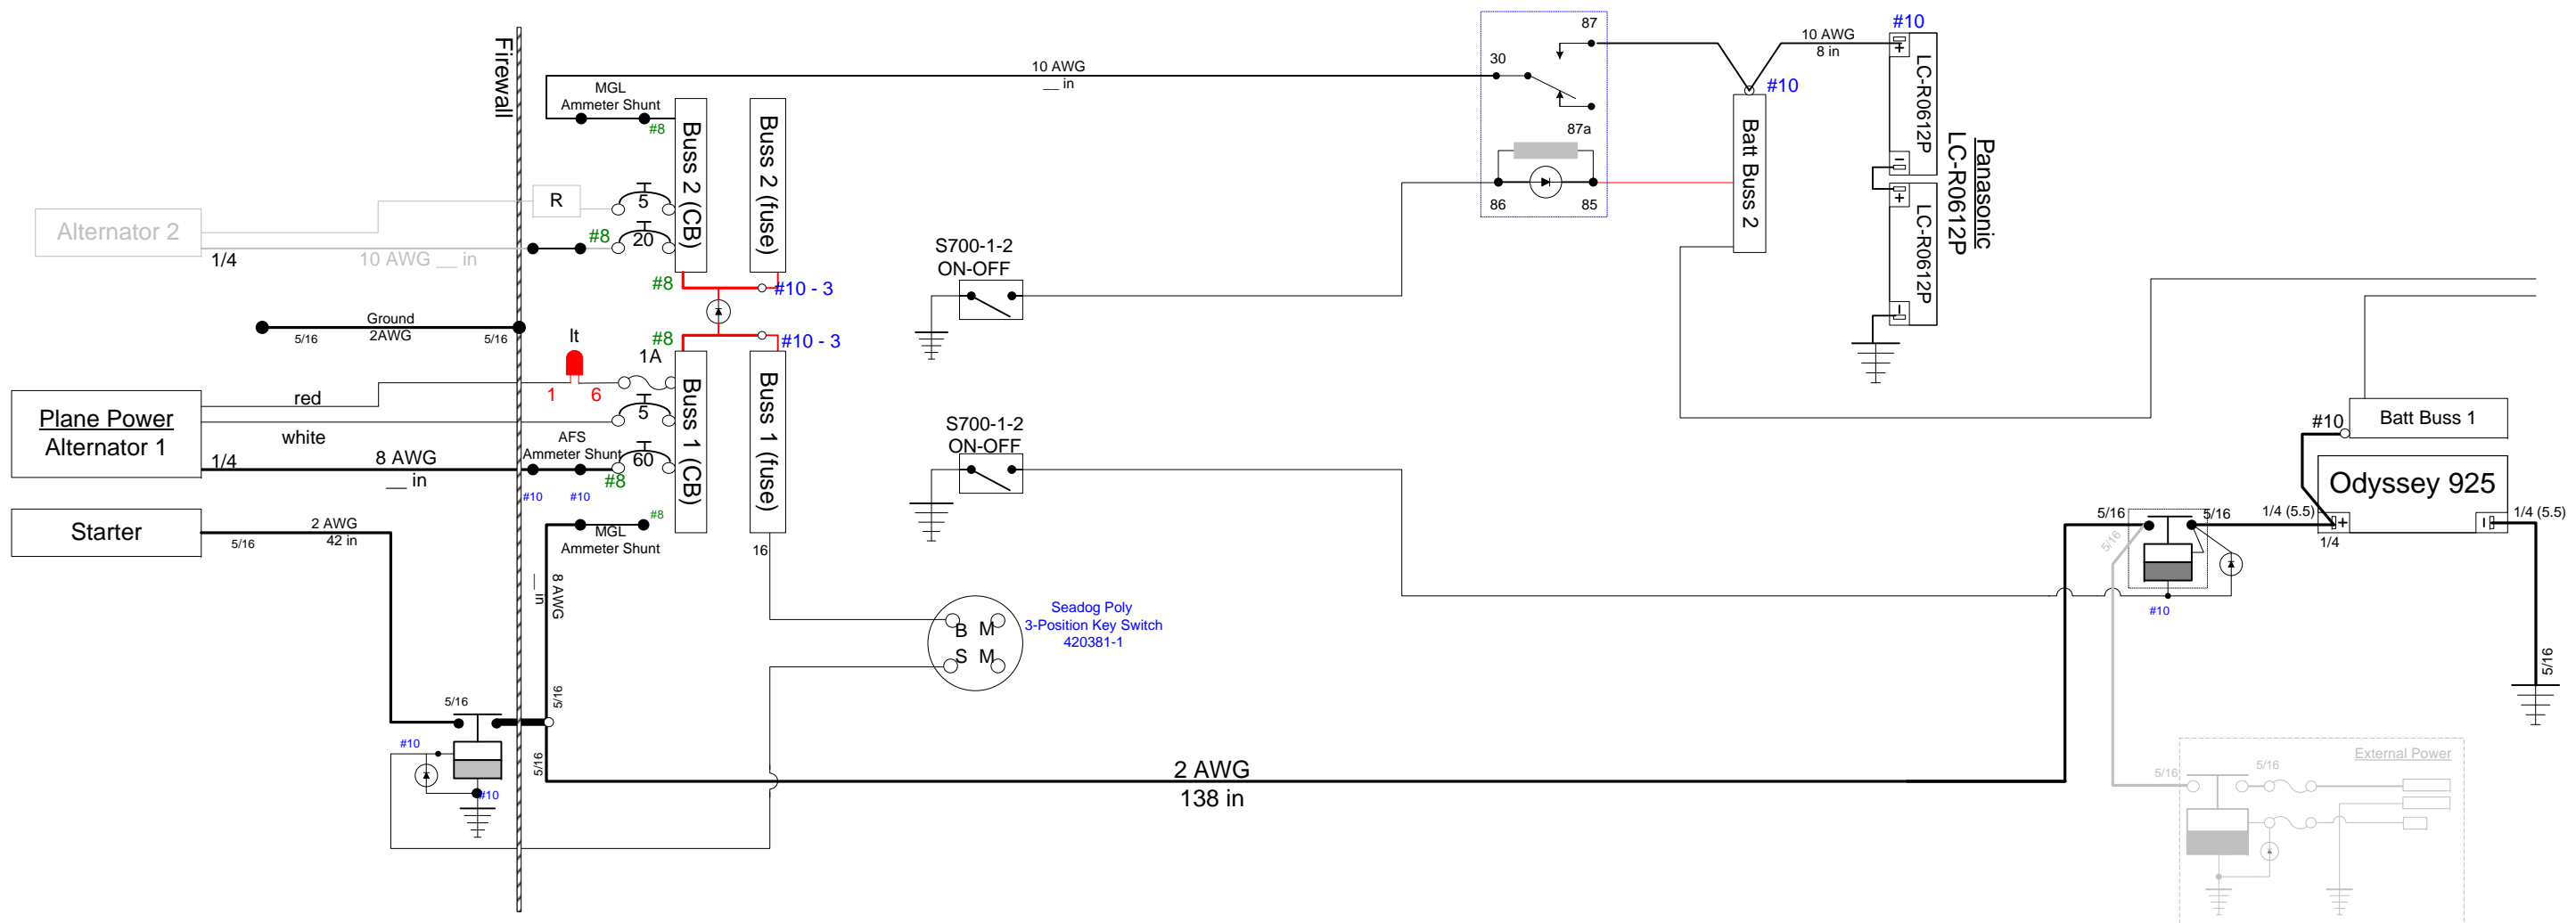 Firewall
MGL
Ammeter Shunt
#8
Buss 2 (CB)
Buss 2 (fuse)
10 AWG
__ in
87
30
87a
86
85
#10
10 AWG
8 in
#10
Batt Buss 2
LC-R0612P
+
−
LC-R0612P
+
−
Panasonic
LC-R0612P
Alternator 2
1/4
10 AWG __ in
R
5
#8
20
#8
#10 - 3
S700-1-2
ON-OFF
Ground
2AWG
5/16
5/16
lt
1
6
1A
#8
#10 - 3
Plane Power
Alternator 1
red
white
1/4
8 AWG
__ in
AFS
Ammeter Shunt
#10
#10
5
60
#8
Buss 1 (CB)
Buss 1 (fuse)
S700-1-2
ON-OFF
#10
Batt Buss 1
Odyssey 925
1/4 (5.5)
+
1/4
−
1/4 (5.5)
5/16
5/16
5/16
5/16
#10
Starter
5/16
2 AWG
42 in
MGL
Ammeter Shunt
#8
16
8 AWG
__ in
5/16
5/16
5/16
#10
#10
B M
S M
Seadog Poly
3-Position Key Switch
420381-1
2 AWG
138 in
External Power
5/16
5/16